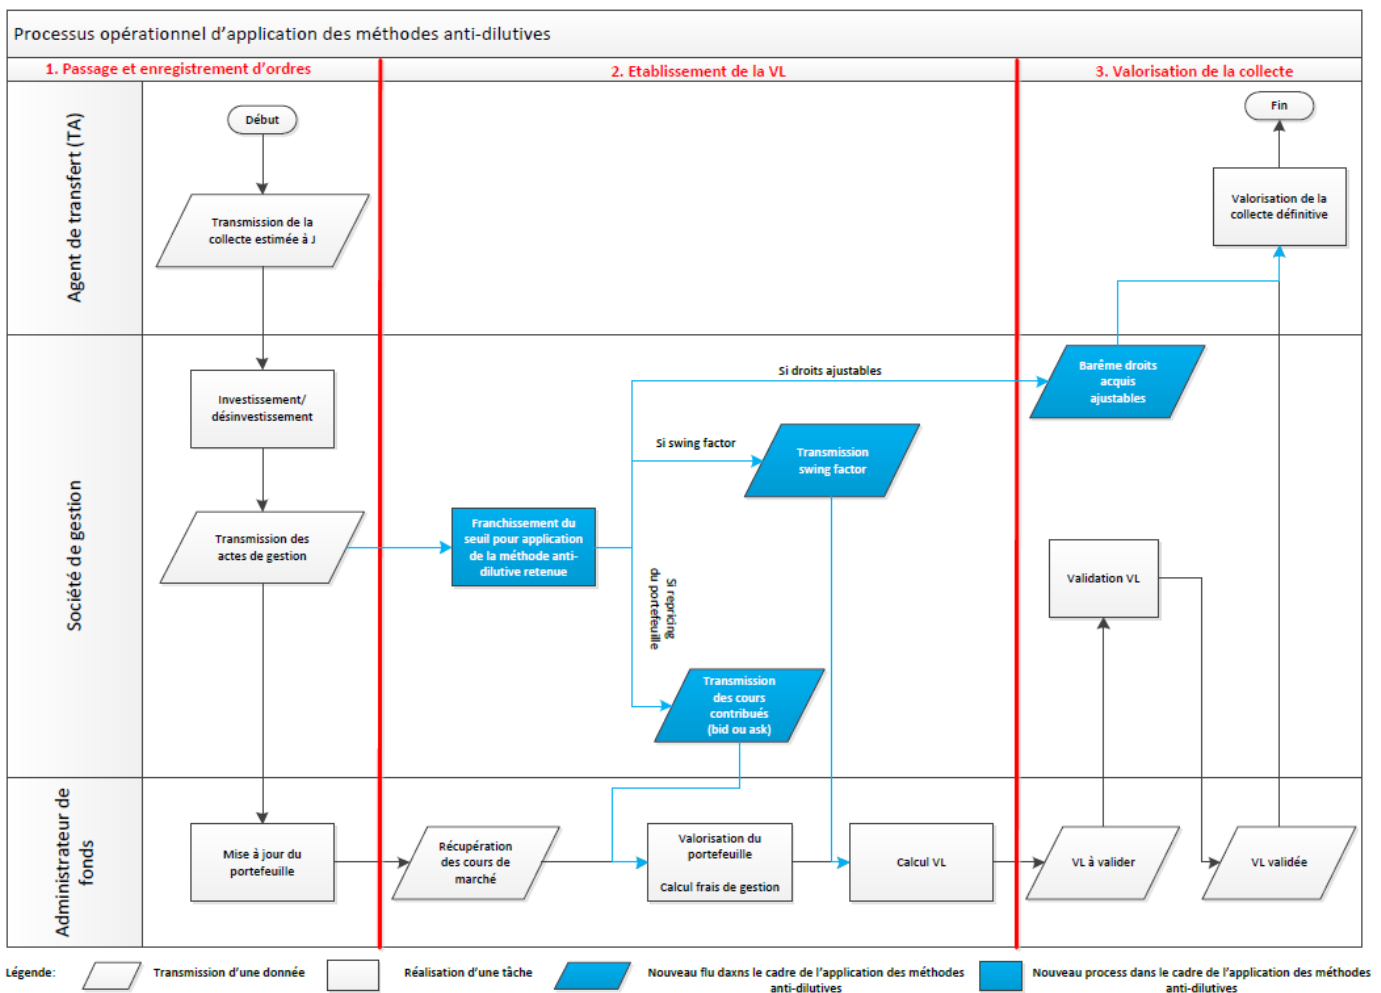 Processus opérationnel d'application des méthodes anti-dilutives
1. Passage et enregistrement d'ordres
2. Etablissement de la VL
3. Valorisation de la collecte
Agent de transfert (TA)
Début
Transmission de la
collecte estimée à J
Fin
Valorisation de la
collecte définitive
Société de gestion
Investissement/
désinvestissement
Transmission des
actes de gestion
Franchissement du
seuil pour application
de la méthode anti-
dilutive retenue
Si droits ajustables
Si swing factor
Si repricing
du portefeuille
Transmission
swing factor
Transmission
des cours
contribués
(bid ou ask)
Barême droits
acquis
ajustables
Validation VL
Administrateur de
fonds
Mise à jour du
portefeuille
Récupération
des cours de
marché
Valorisation du
portefeuille
Calcul frais de gestion
Calcul VL
VL à valider
VL validée
Légende:
Transmission d'une donnée
Réalisation d'une tâche
Nouveau flu daxns le cadre de l'application des méthodes
anti-dilutives
Nouveau process dans le cadre de l'application des méthodes
anti-dilutives